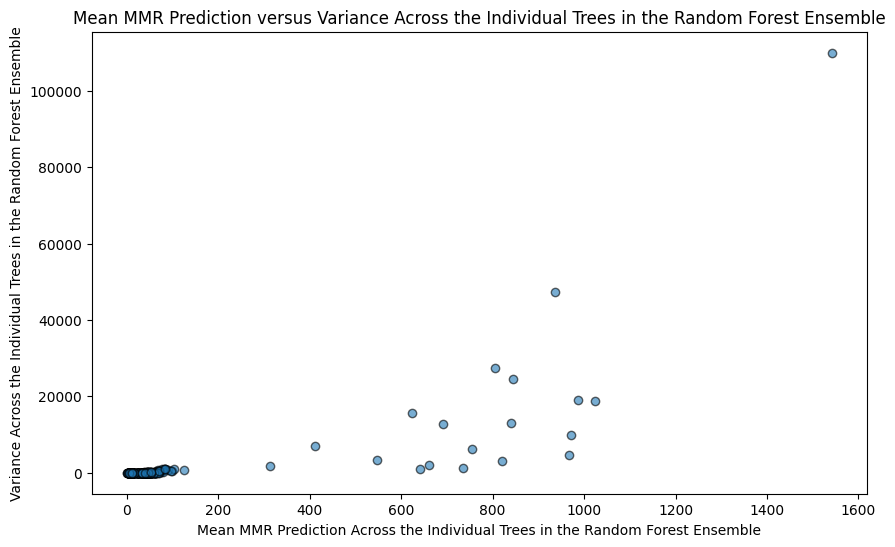 Mean MMR Prediction versus Variance Across the Individual Trees in the Random Forest Ensemble
Variance Across the Individual Trees in the Random Forest Ensemble
100000
80000
60000
40000
20000
0
0 200 400 600 800 1000 1200 1400 1600
Mean MMR Prediction Across the Individual Trees in the Random Forest Ensemble